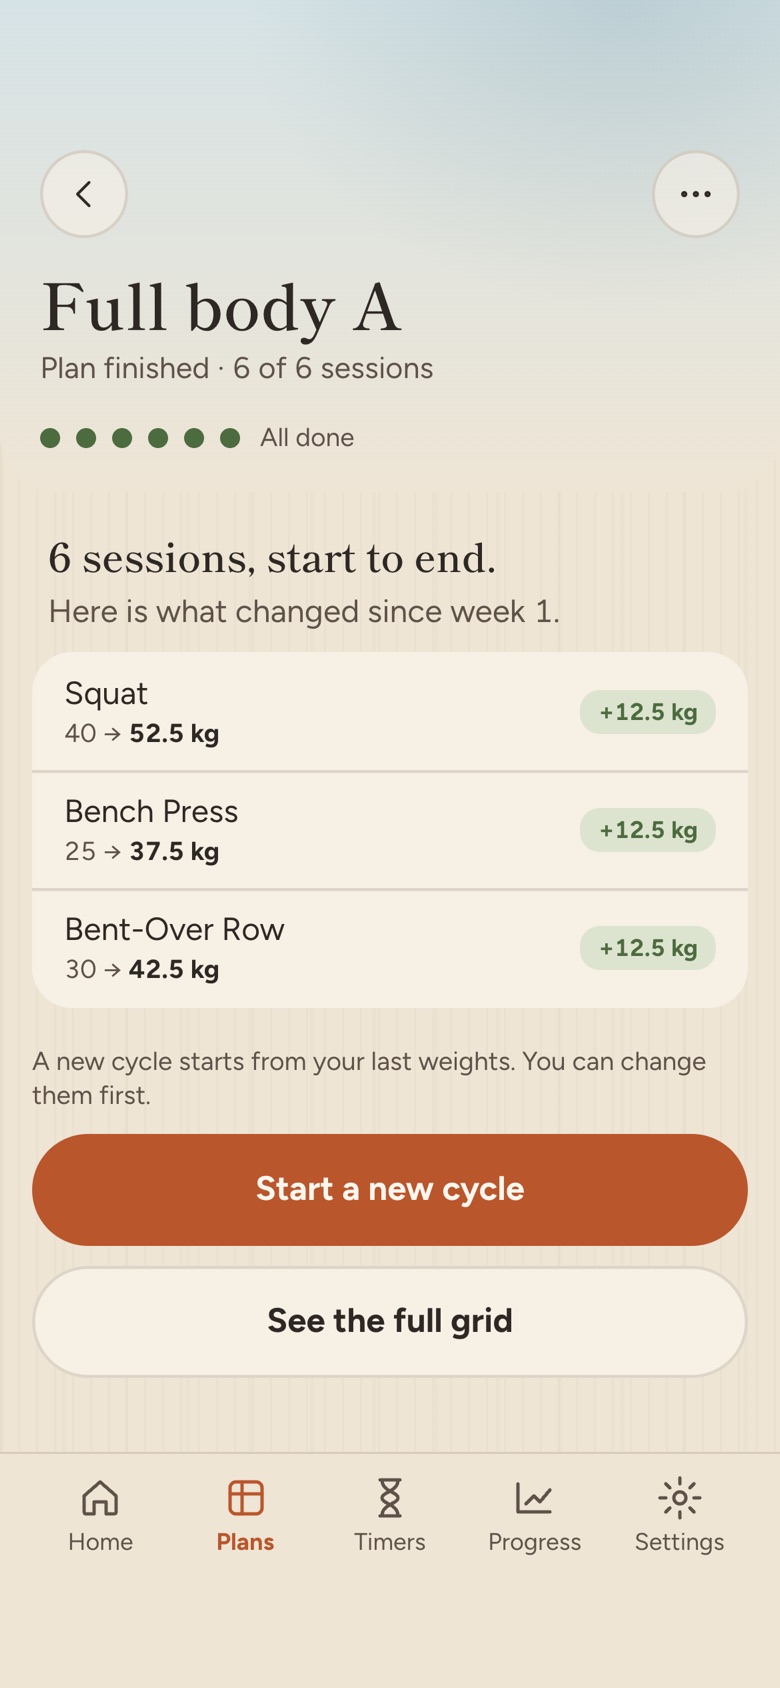 Full body A
Plan finished · 6 of 6 sessions
All done
6 sessions, start to end.
Here is what changed since week 1.
Squat
40 → 52.5 kg
+12.5 kg
Bench Press
25 → 37.5 kg
+12.5 kg
Bent-Over Row
30 → 42.5 kg
+12.5 kg
A new cycle starts from your last weights. You can change
them first.
Start a new cycle
See the full grid
Home
Plans
Timers
Progress
Settings